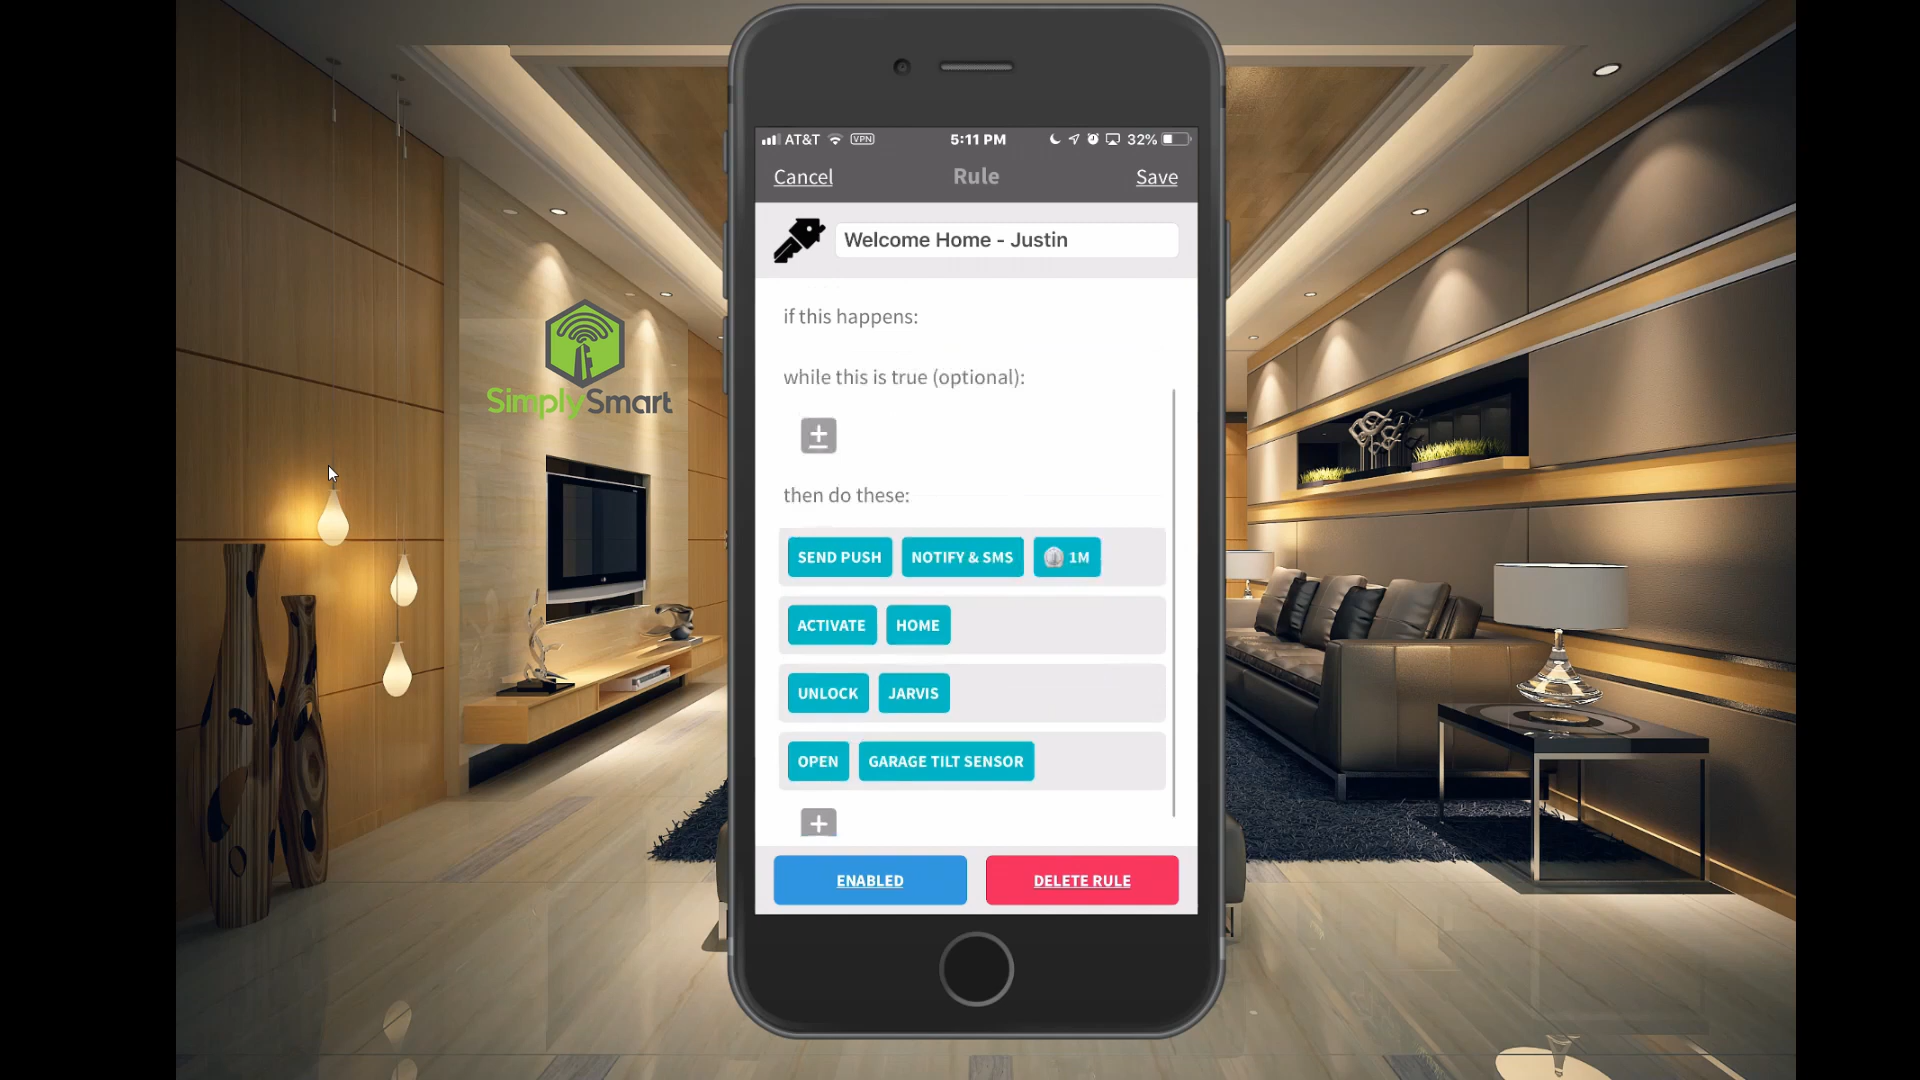 AT&T VPN 5:11 PM 32%
Cancel Rule Save
Welcome Home - Justin
if this happens:
SimplySmart
while this is true (optional):
then do these:
SEND PUSH NOTIFY & SMS 1M
ACTIVATE HOME
UNLOCK JARVIS
OPEN GARAGE TILT SENSOR
ENABLED DELETE RULE